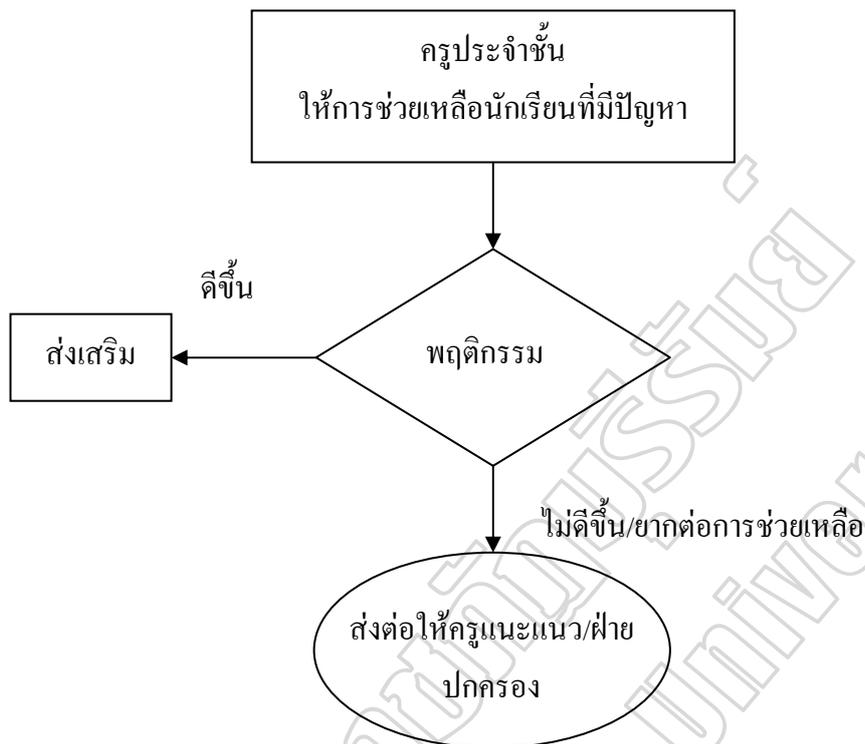 ครูประจำชั้น
ให้การช่วยเหลือนักเรียนที่มีปัญหา
ดีขึ้น
ส่งเสริม
พฤติกรรม
ไม่ดีขึ้น/ยากต่อการช่วยเหลือ
ส่งต่อให้ครูแนะแนว/ฝ่าย
ปกครอง